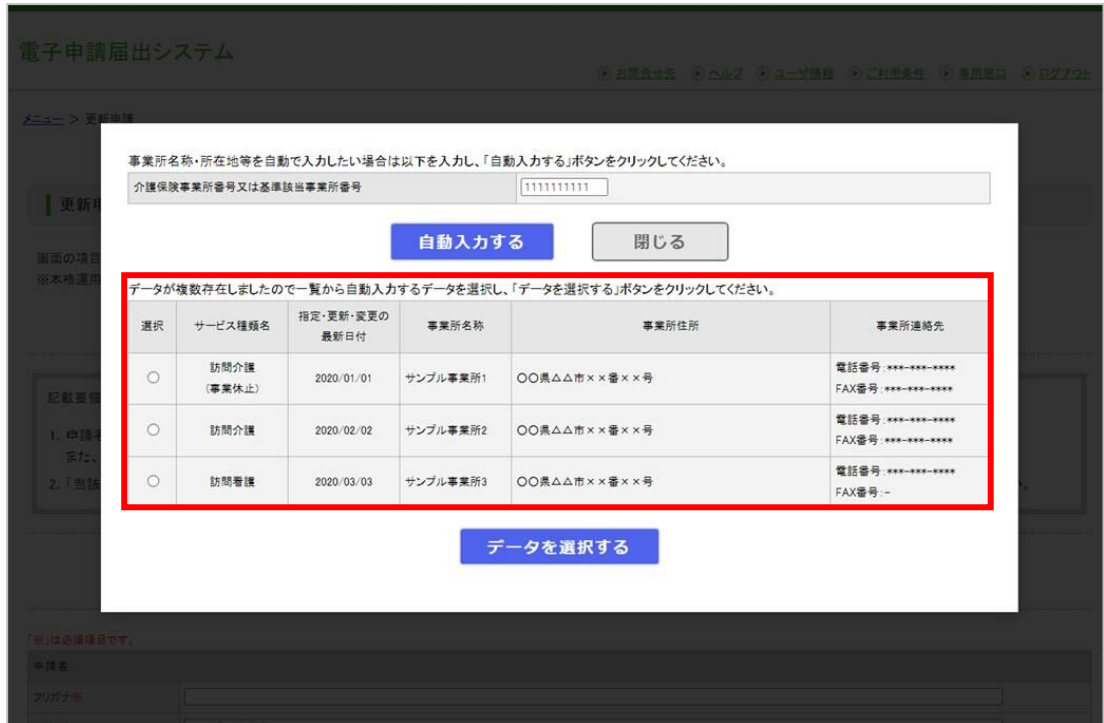 電子申請届出システム
お問合せ先 ヘルプ ユーザ情報 ご利用条件 専用窓口 ログアウト
メニュー > 更新申請
事業所名称・所在地等を自動で入力したい場合は以下を入力し、「自動入力する」ボタンをクリックしてください。
介護保険事業所番号又は基準該当事業所番号 1111111111
更新申
自動入力する 閉じる
画面の項目
※本格運用
データが複数存在しましたので一覧から自動入力するデータを選択し、「データを選択する」ボタンをクリックしてください。
選択 サービス種類名 指定・更新・変更の最新日付 事業所名称 事業所住所 事業所連絡先
訪問介護 (事業休止) 2020/01/01 サンプル事業所1 〇〇県△△市××番××号 電話番号:***-***-**** FAX番号:***-***-****
記載要領
訪問介護 2020/02/02 サンプル事業所2 〇〇県△△市××番××号 電話番号:***-***-**** FAX番号:***-***-****
1. 申請者
また、
訪問看護 2020/03/03 サンプル事業所3 〇〇県△△市××番××号 電話番号:***-***-**** FAX番号:-
2.「当該
い。
データを選択する
「※」は必須項目です。
申請者
フリガナ※